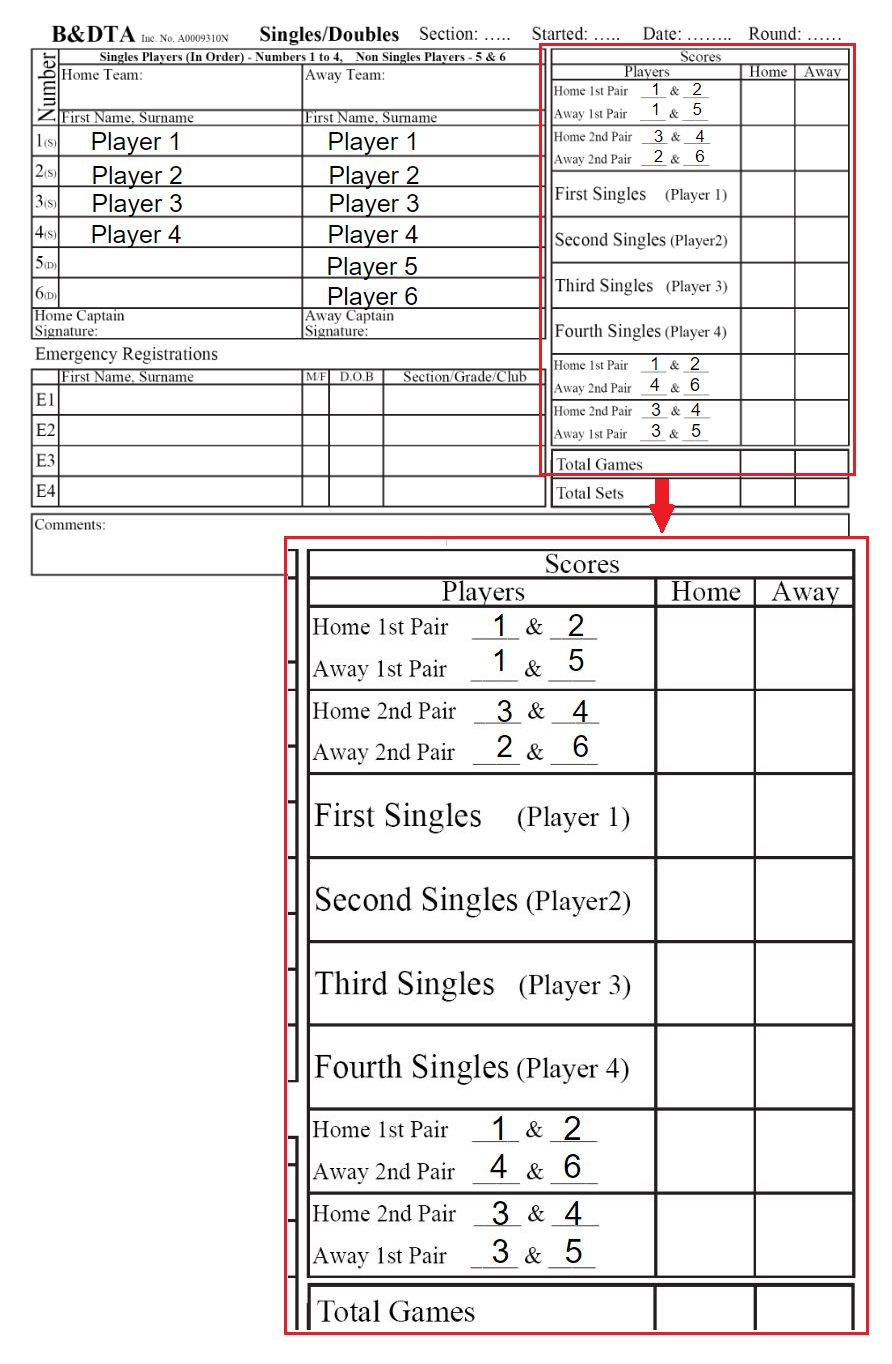 B&DTA Inc. No. A0009310N Singles/Doubles Section: ….. Started: ….. Date: …….. Round: ……
Number
Singles Players (In Order) - Numbers 1 to 4, Non Singles Players - 5 & 6
Home Team: Away Team:
First Name, Surname First Name, Surname
1(S) Player 1 Player 1
2(S) Player 2 Player 2
3(S) Player 3 Player 3
4(S) Player 4 Player 4
5(D) Player 5
6(D) Player 6
Home Captain Away Captain
Signature: Signature:
Emergency Registrations
First Name, Surname M/F D.O.B Section/Grade/Club
E1
E2
E3
E4
Scores
Players Home Away
Home 1st Pair 1 & 2
Away 1st Pair 1 & 5
Home 2nd Pair 3 & 4
Away 2nd Pair 2 & 6
First Singles (Player 1)
Second Singles (Player2)
Third Singles (Player 3)
Fourth Singles (Player 4)
Home 1st Pair 1 & 2
Away 2nd Pair 4 & 6
Home 2nd Pair 3 & 4
Away 1st Pair 3 & 5
Total Games
Total Sets
Comments:
Scores
Players Home Away
Home 1st Pair 1 & 2
Away 1st Pair 1 & 5
Home 2nd Pair 3 & 4
Away 2nd Pair 2 & 6
First Singles (Player 1)
Second Singles (Player2)
Third Singles (Player 3)
Fourth Singles (Player 4)
Home 1st Pair 1 & 2
Away 2nd Pair 4 & 6
Home 2nd Pair 3 & 4
Away 1st Pair 3 & 5
Total Games